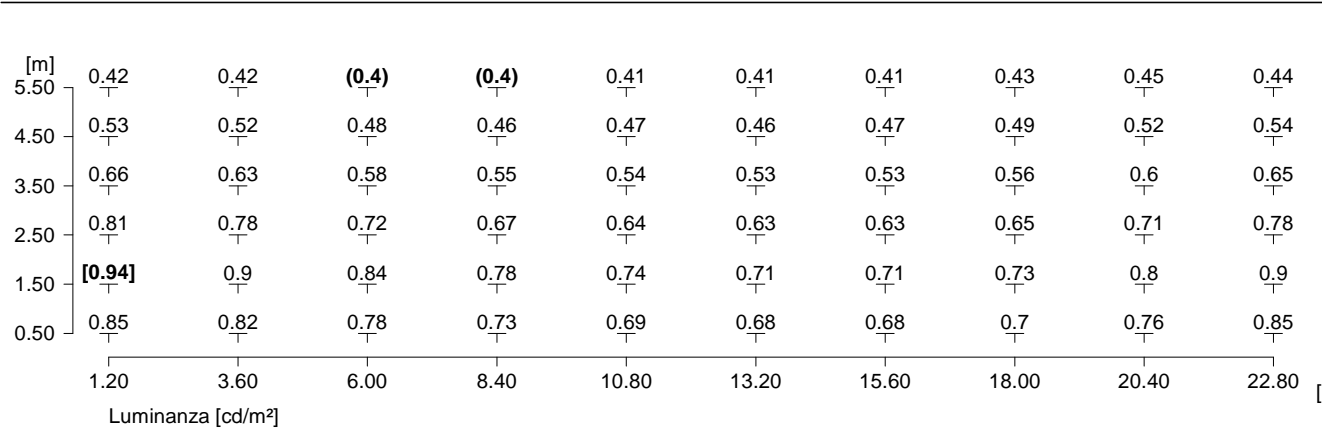 [m]
5.50 0.42 0.42 (0.4) (0.4) 0.41 0.41 0.41 0.43 0.45 0.44
4.50 0.53 0.52 0.48 0.46 0.47 0.46 0.47 0.49 0.52 0.54
3.50 0.66 0.63 0.58 0.55 0.54 0.53 0.53 0.56 0.6 0.65
2.50 0.81 0.78 0.72 0.67 0.64 0.63 0.63 0.65 0.71 0.78
1.50 [0.94] 0.9 0.84 0.78 0.74 0.71 0.71 0.73 0.8 0.9
0.50 0.85 0.82 0.78 0.73 0.69 0.68 0.68 0.7 0.76 0.85
1.20 3.60 6.00 8.40 10.80 13.20 15.60 18.00 20.40 22.80 [
Luminanza [cd/m²]